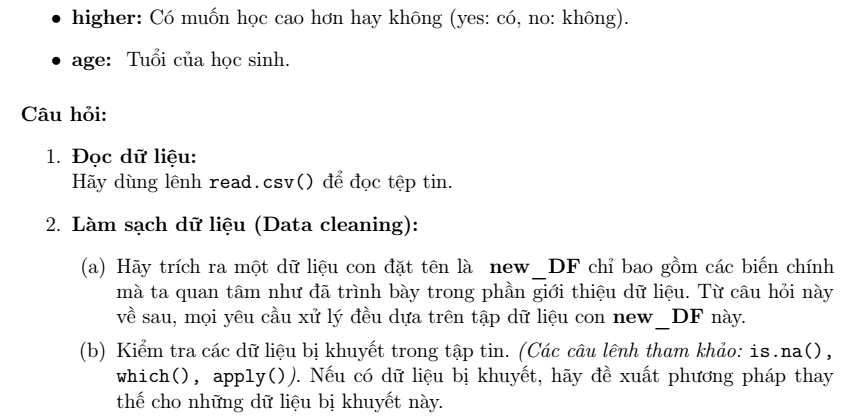 • higher: Có muốn học cao hơn hay không (yes: có, no: không).
• age: Tuổi của học sinh.
Câu hỏi:
1. Đọc dữ liệu:
Hãy dùng lênh read.csv() để đọc tệp tin.
2. Làm sạch dữ liệu (Data cleaning):
(a) Hãy trích ra một dữ liệu con đặt tên là new_DF chỉ bao gồm các biến chính
mà ta quan tâm như đã trình bày trong phần giới thiệu dữ liệu. Từ câu hỏi này
về sau, mọi yêu cầu xử lý đều dựa trên tập dữ liệu con new_DF này.
(b) Kiểm tra các dữ liệu bị khuyết trong tập tin. (Các câu lênh tham khảo: is.na(),
which(), apply()). Nếu có dữ liệu bị khuyết, hãy đề xuất phương pháp thay
thế cho những dữ liệu bị khuyết này.